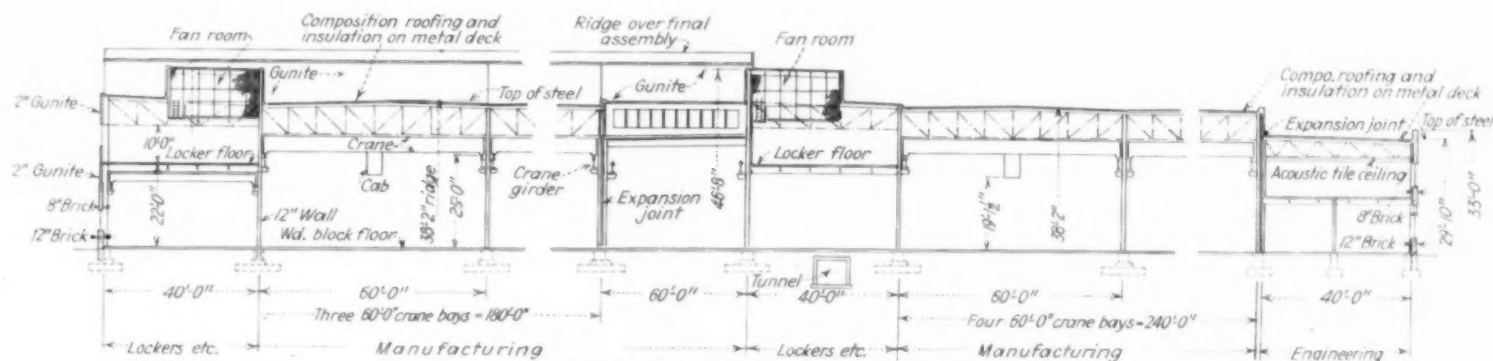 Fan room
Composition roofing and
insulation on metal deck
Ridge over final
assembly
Fan room
Gunite
Gunite
Compo. roofing and
insulation on metal deck
2" Gunite
Top of steel
Expansion joint
Top of steel
10'-0"
Crane
Locker floor
Locker floor
2" Gunite
Cab
Crane
girder
Acoustic tile ceiling
8" Brick
22'-0"
12" Wall
Wd. block floor
38'-2" ridge
25'-0"
Expansion
joint
46'-8"
19'-1½"
38'-2"
8" Brick
12" Brick
12" Brick
29'-10"
33'-0"
Tunnel
40'-0"
60'-0"
60'-0"
40'-0"
60'-0"
40'-0"
Three 60'-0" crane bays = 180'-0"
Four 60'-0" crane bays = 240'-0"
Lockers etc.
Manufacturing
Lockers etc.
Manufacturing
Engineering